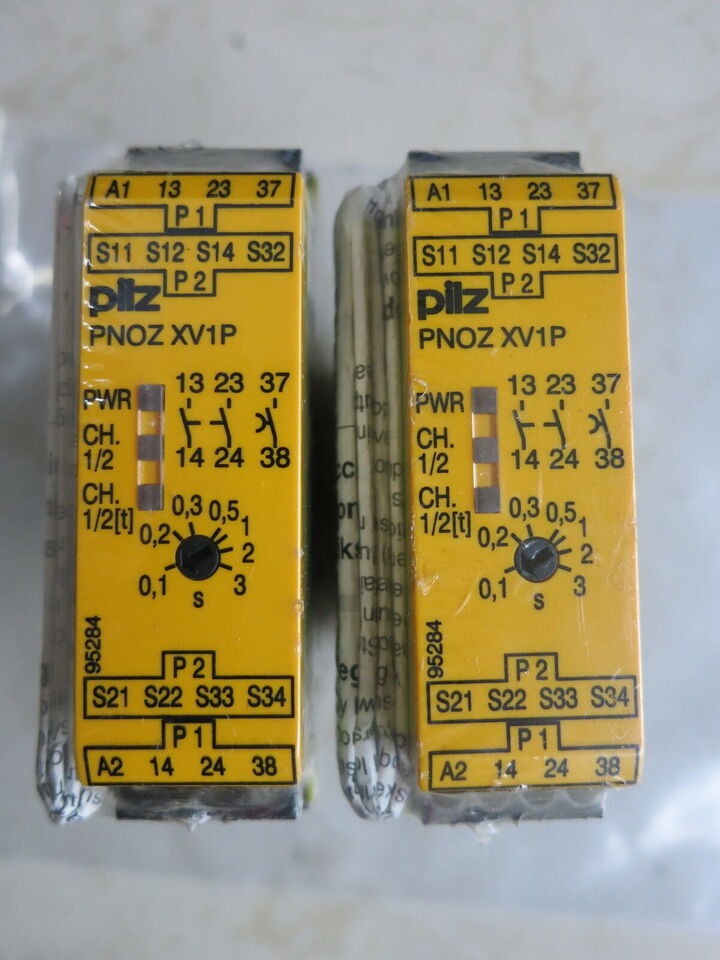 A1 13 23 37
P1
S11 S12 S14 S32
P2
pilz
PNOZ XV1P
13 23 37
PWR
CH.
1/2
14 24 38
CH.
1/2[t]
0,3
0,5
0,2
1
2
0,1
3
s
95284
P2
S21 S22 S33 S34
P1
A2 14 24 38
A1 13 23 37
P1
S11 S12 S14 S32
P2
pilz
PNOZ XV1P
13 23 37
PWR
CH.
1/2
14 24 38
CH.
1/2[t]
0,3
0,5
0,2
1
2
0,1
3
s
95284
P2
S21 S22 S33 S34
P1
A2 14 24 38